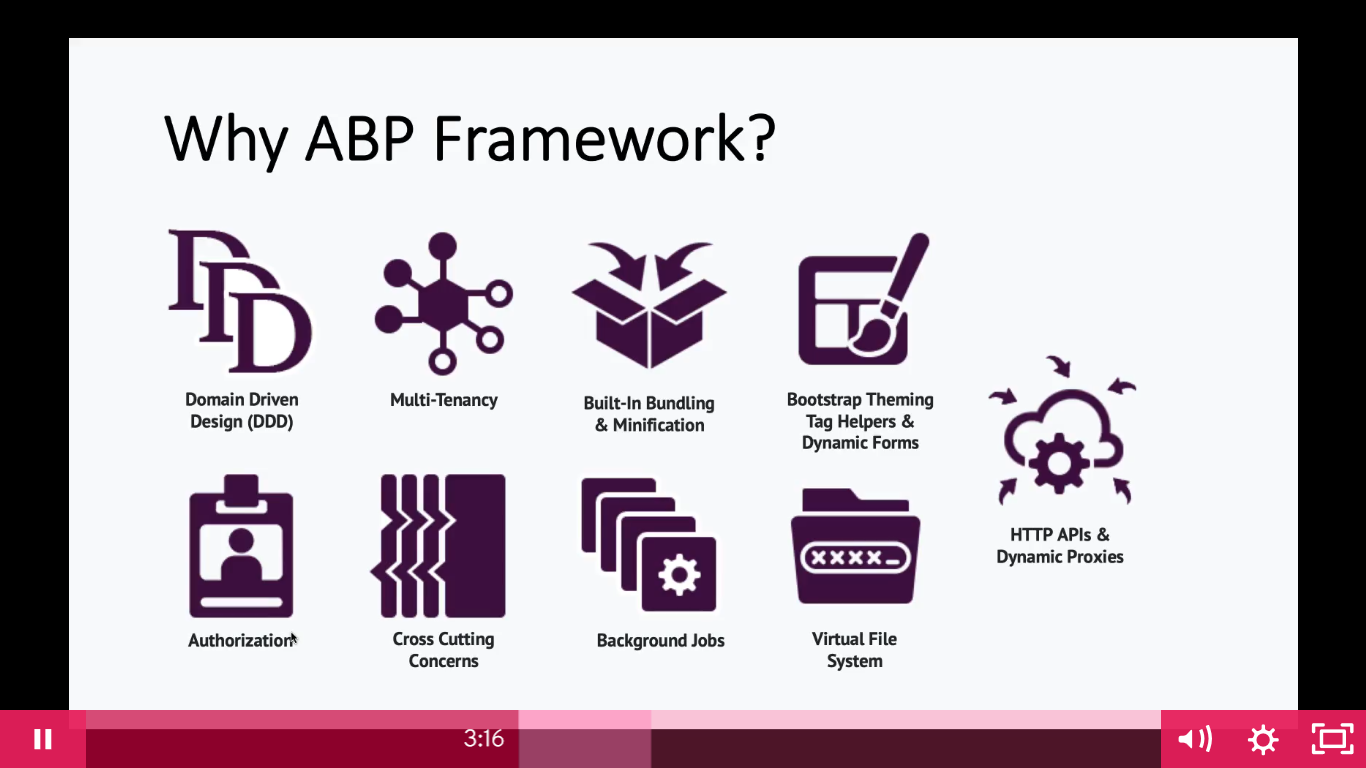 Why ABP Framework?
DDD
Domain Driven
Design (DDD)
Multi-Tenancy
Built-In Bundling
& Minification
Bootstrap Theming
Tag Helpers &
Dynamic Forms
HTTP APIs &
Dynamic Proxies
Authorization
Cross Cutting
Concerns
Background Jobs
xxxx_
Virtual File
System
3:16